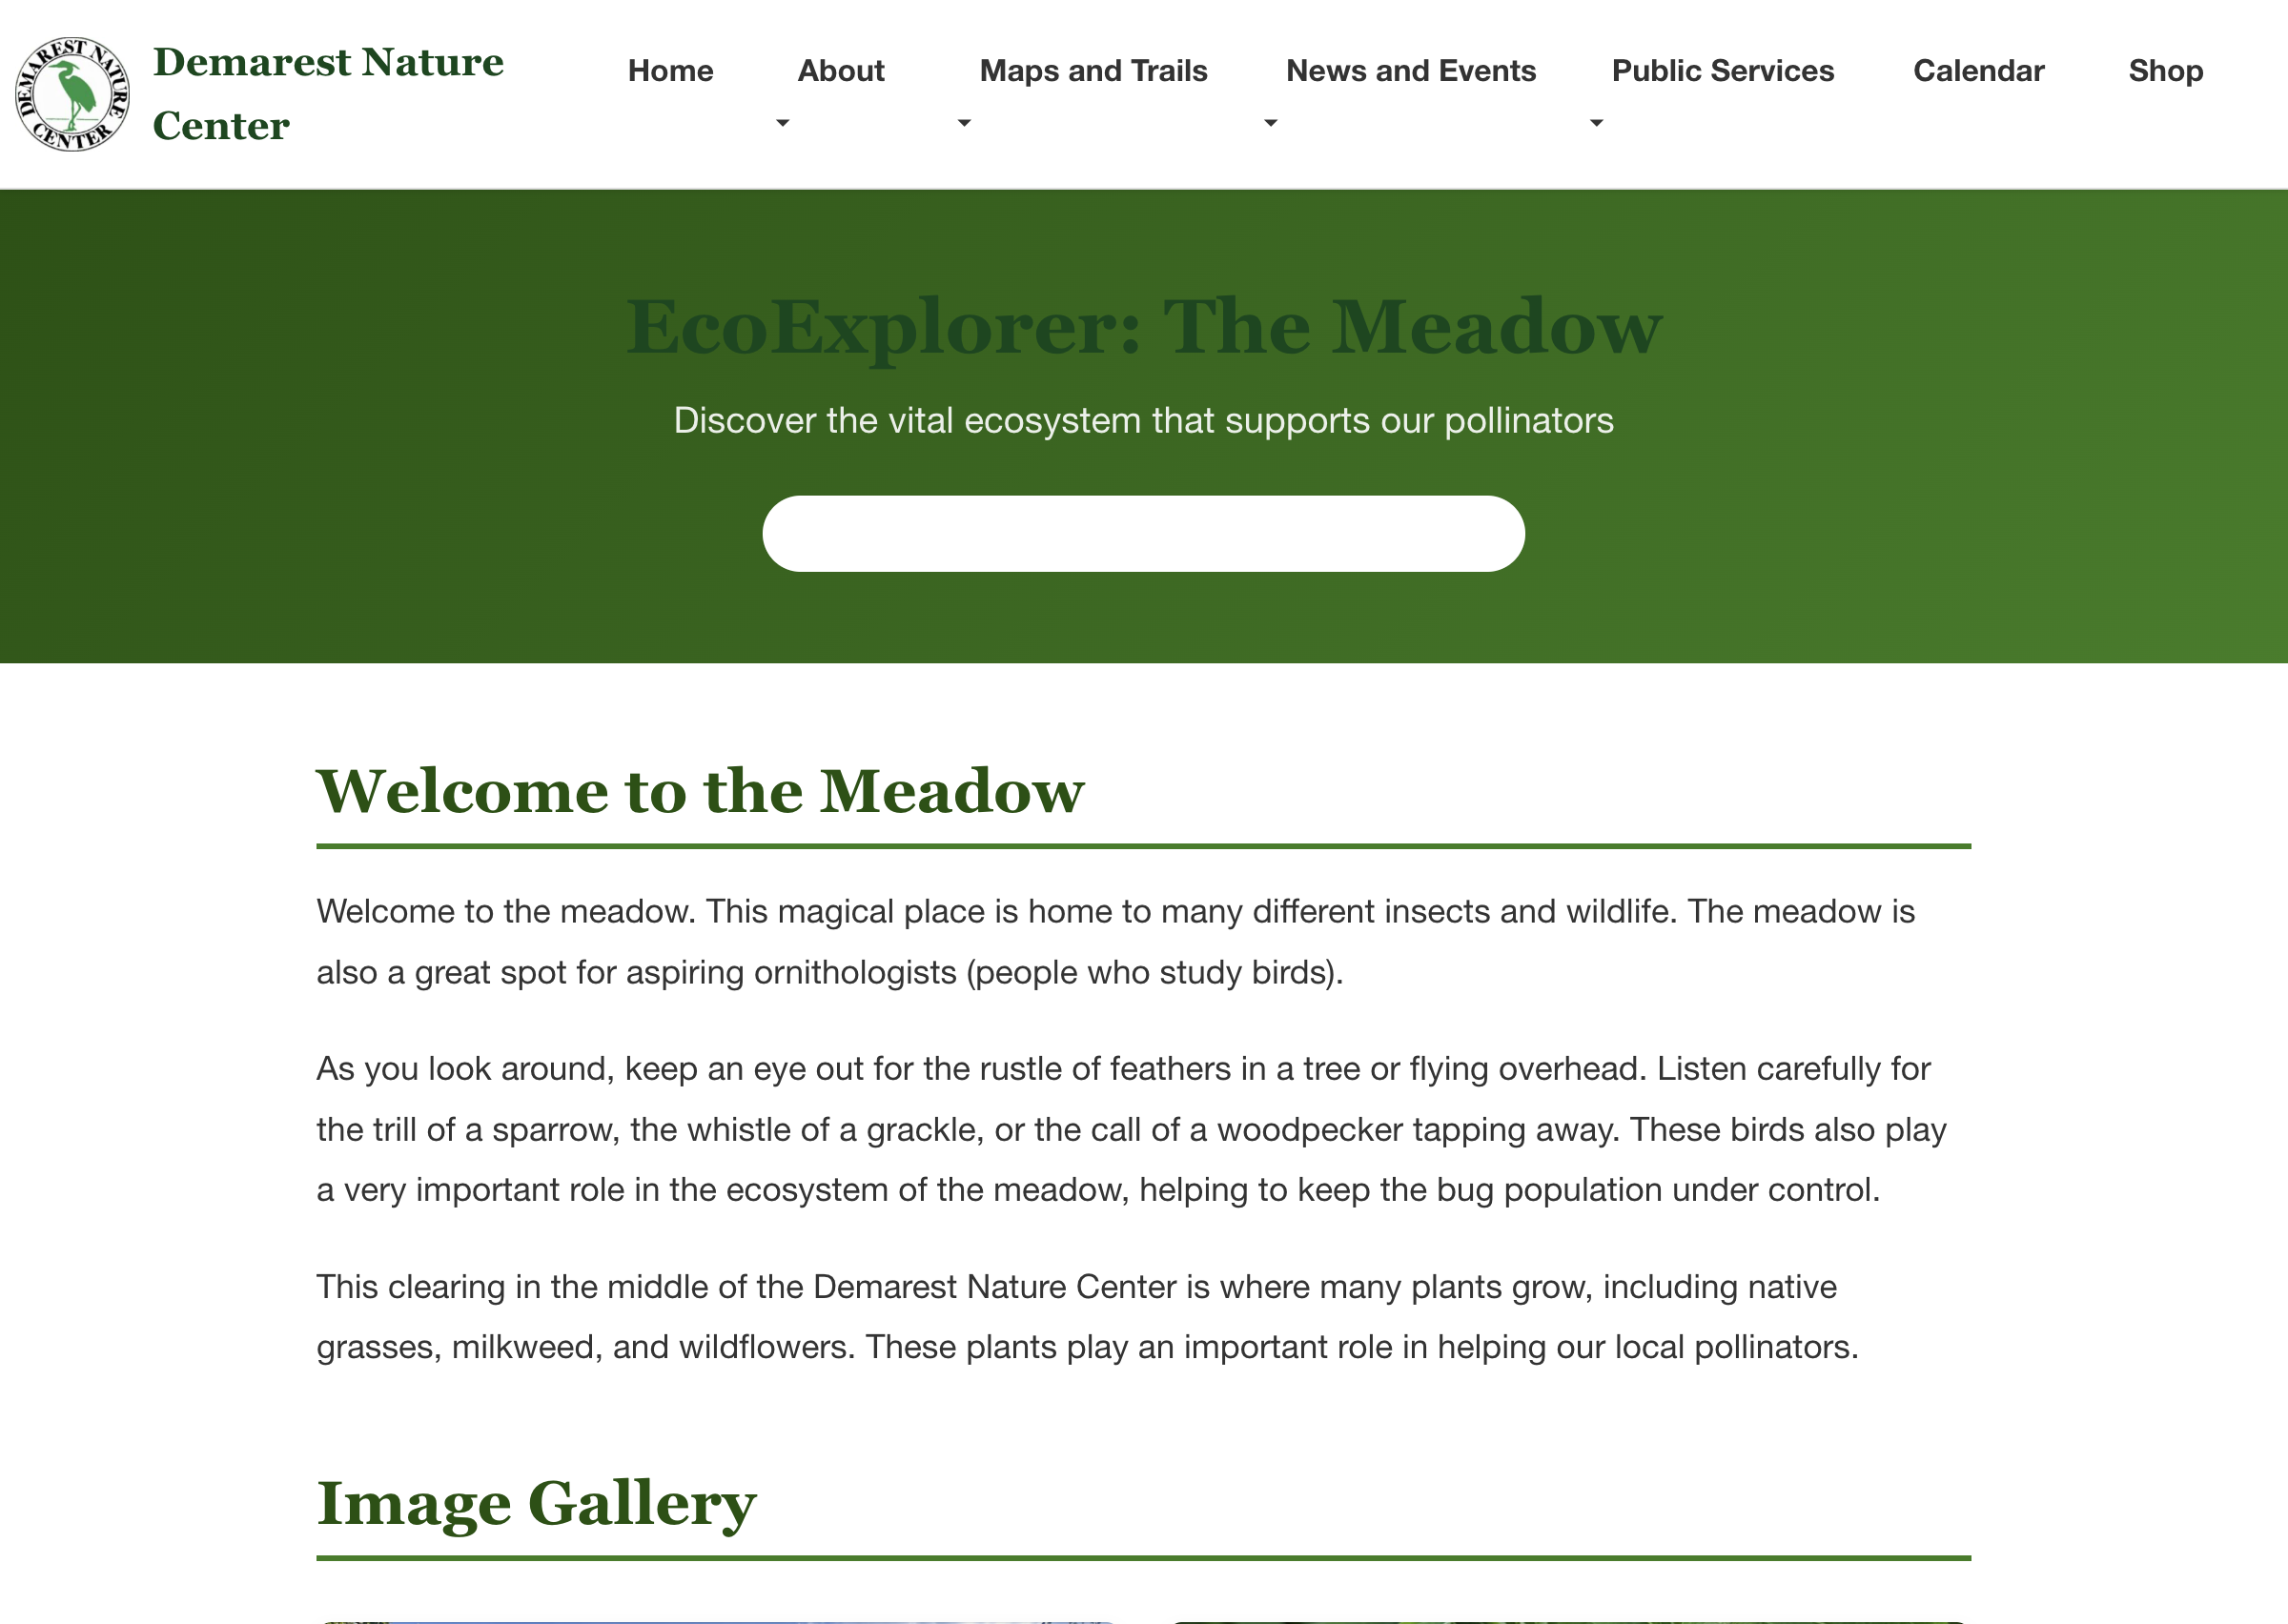 DEMAREST NATURE CENTER
Demarest Nature
Center
Home
About
Maps and Trails
News and Events
Public Services
Calendar
Shop
EcoExplorer: The Meadow
Discover the vital ecosystem that supports our pollinators
Welcome to the Meadow
Welcome to the meadow. This magical place is home to many different insects and wildlife. The meadow is
also a great spot for aspiring ornithologists (people who study birds).
As you look around, keep an eye out for the rustle of feathers in a tree or flying overhead. Listen carefully for
the trill of a sparrow, the whistle of a grackle, or the call of a woodpecker tapping away. These birds also play
a very important role in the ecosystem of the meadow, helping to keep the bug population under control.
This clearing in the middle of the Demarest Nature Center is where many plants grow, including native
grasses, milkweed, and wildflowers. These plants play an important role in helping our local pollinators.
Image Gallery